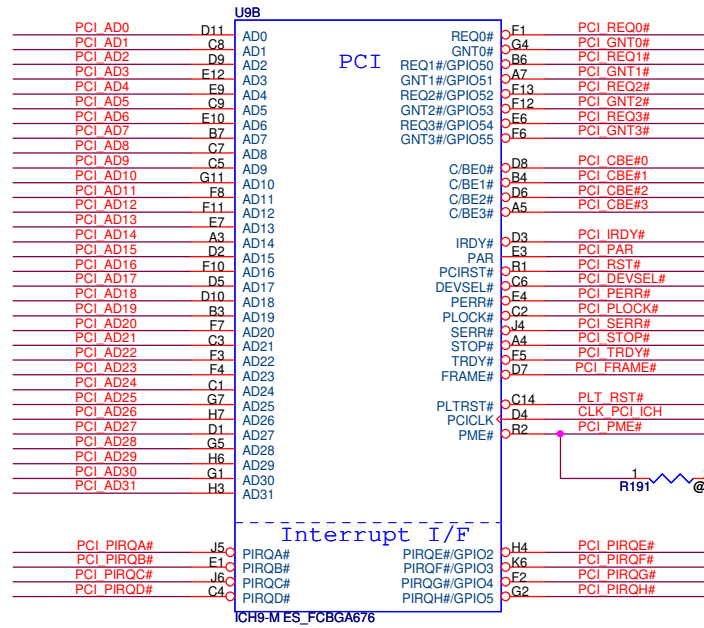 U9B
PCI
PCI_AD0 D11 AD0 REQ0# F1 PCI_REQ0#
PCI_AD1 C8 AD1 GNT0# G4 PCI_GNT0#
PCI_AD2 D9 AD2 REQ1#/GPIO50 B6 PCI_REQ1#
PCI_AD3 E12 AD3 GNT1#/GPIO51 A7 PCI_GNT1#
PCI_AD4 E9 AD4 REQ2#/GPIO52 F13 PCI_REQ2#
PCI_AD5 C9 AD5 GNT2#/GPIO53 F12 PCI_GNT2#
PCI_AD6 E10 AD6 REQ3#/GPIO54 E6 PCI_REQ3#
PCI_AD7 B7 AD7 GNT3#/GPIO55 F6 PCI_GNT3#
PCI_AD8 C7 AD8
PCI_AD9 C5 AD9 C/BE0# D8 PCI_CBE#0
PCI_AD10 G11 AD10 C/BE1# B4 PCI_CBE#1
PCI_AD11 F8 AD11 C/BE2# D6 PCI_CBE#2
PCI_AD12 F11 AD12 C/BE3# A5 PCI_CBE#3
PCI_AD13 E7 AD13
PCI_AD14 A3 AD14 IRDY# D3 PCI_IRDY#
PCI_AD15 D2 AD15 PAR E3 PCI_PAR
PCI_AD16 F10 AD16 PCIRST# R1 PCI_RST#
PCI_AD17 D5 AD17 DEVSEL# C6 PCI_DEVSEL#
PCI_AD18 D10 AD18 PERR# E4 PCI_PERR#
PCI_AD19 B3 AD19 PLOCK# C2 PCI_PLOCK#
PCI_AD20 F7 AD20 SERR# J4 PCI_SERR#
PCI_AD21 C3 AD21 STOP# A4 PCI_STOP#
PCI_AD22 F3 AD22 TRDY# F5 PCI_TRDY#
PCI_AD23 F4 AD23 FRAME# D7 PCI_FRAME#
PCI_AD24 C1 AD24
PCI_AD25 G7 AD25 PLTRST# C14 PLT_RST#
PCI_AD26 H7 AD26 PCICLK D4 CLK_PCI_ICH
PCI_AD27 D1 AD27 PME# R2 PCI_PME#
PCI_AD28 G5 AD28
PCI_AD29 H6 AD29
PCI_AD30 G1 AD30 1
PCI_AD31 H3 AD31 R191 @
Interrupt I/F
PCI_PIRQA# J5 PIRQA# PIRQE#/GPIO2 H4 PCI_PIRQE#
PCI_PIRQB# E1 PIRQB# PIRQF#/GPIO3 K6 PCI_PIRQF#
PCI_PIRQC# J6 PIRQC# PIRQG#/GPIO4 F2 PCI_PIRQG#
PCI_PIRQD# C4 PIRQD# PIRQH#/GPIO5 G2 PCI_PIRQH#
ICH9-M ES_FCBGA676